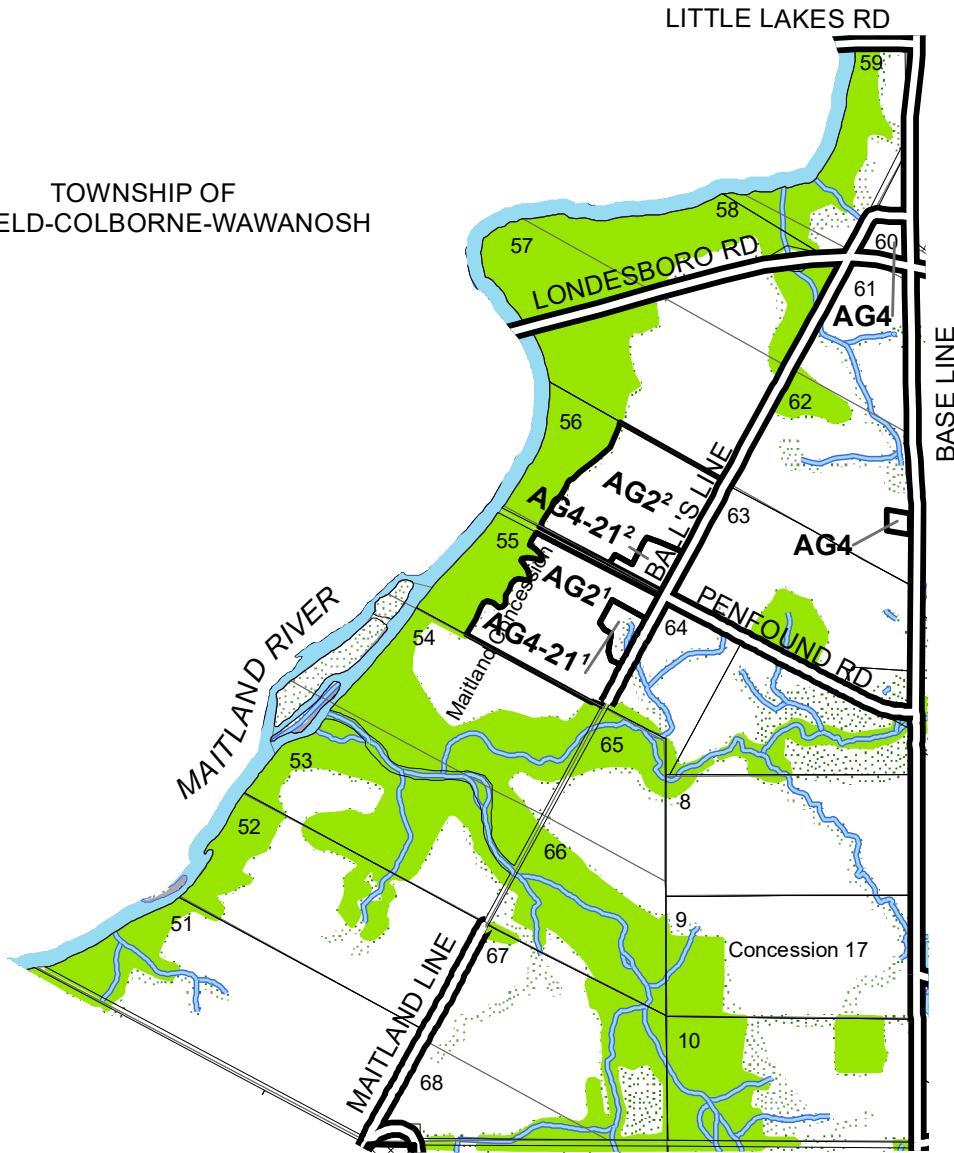 LITTLE LAKES RD
59
TOWNSHIP OF
ELD-COLBORNE-WAWANOSH
58
57
60
LONDESBORO RD
61
AG4
BASE LINE
62
56
AG2²
AG4-21²
BALL'S LINE
63
AG4
55
Maitland Concession
AG2¹
AG4-21¹
PENFOUND RD
64
54
MAITLAND RIVER
65
53
8
52
66
51
9
Concession 17
67
MAITLAND LINE
10
68